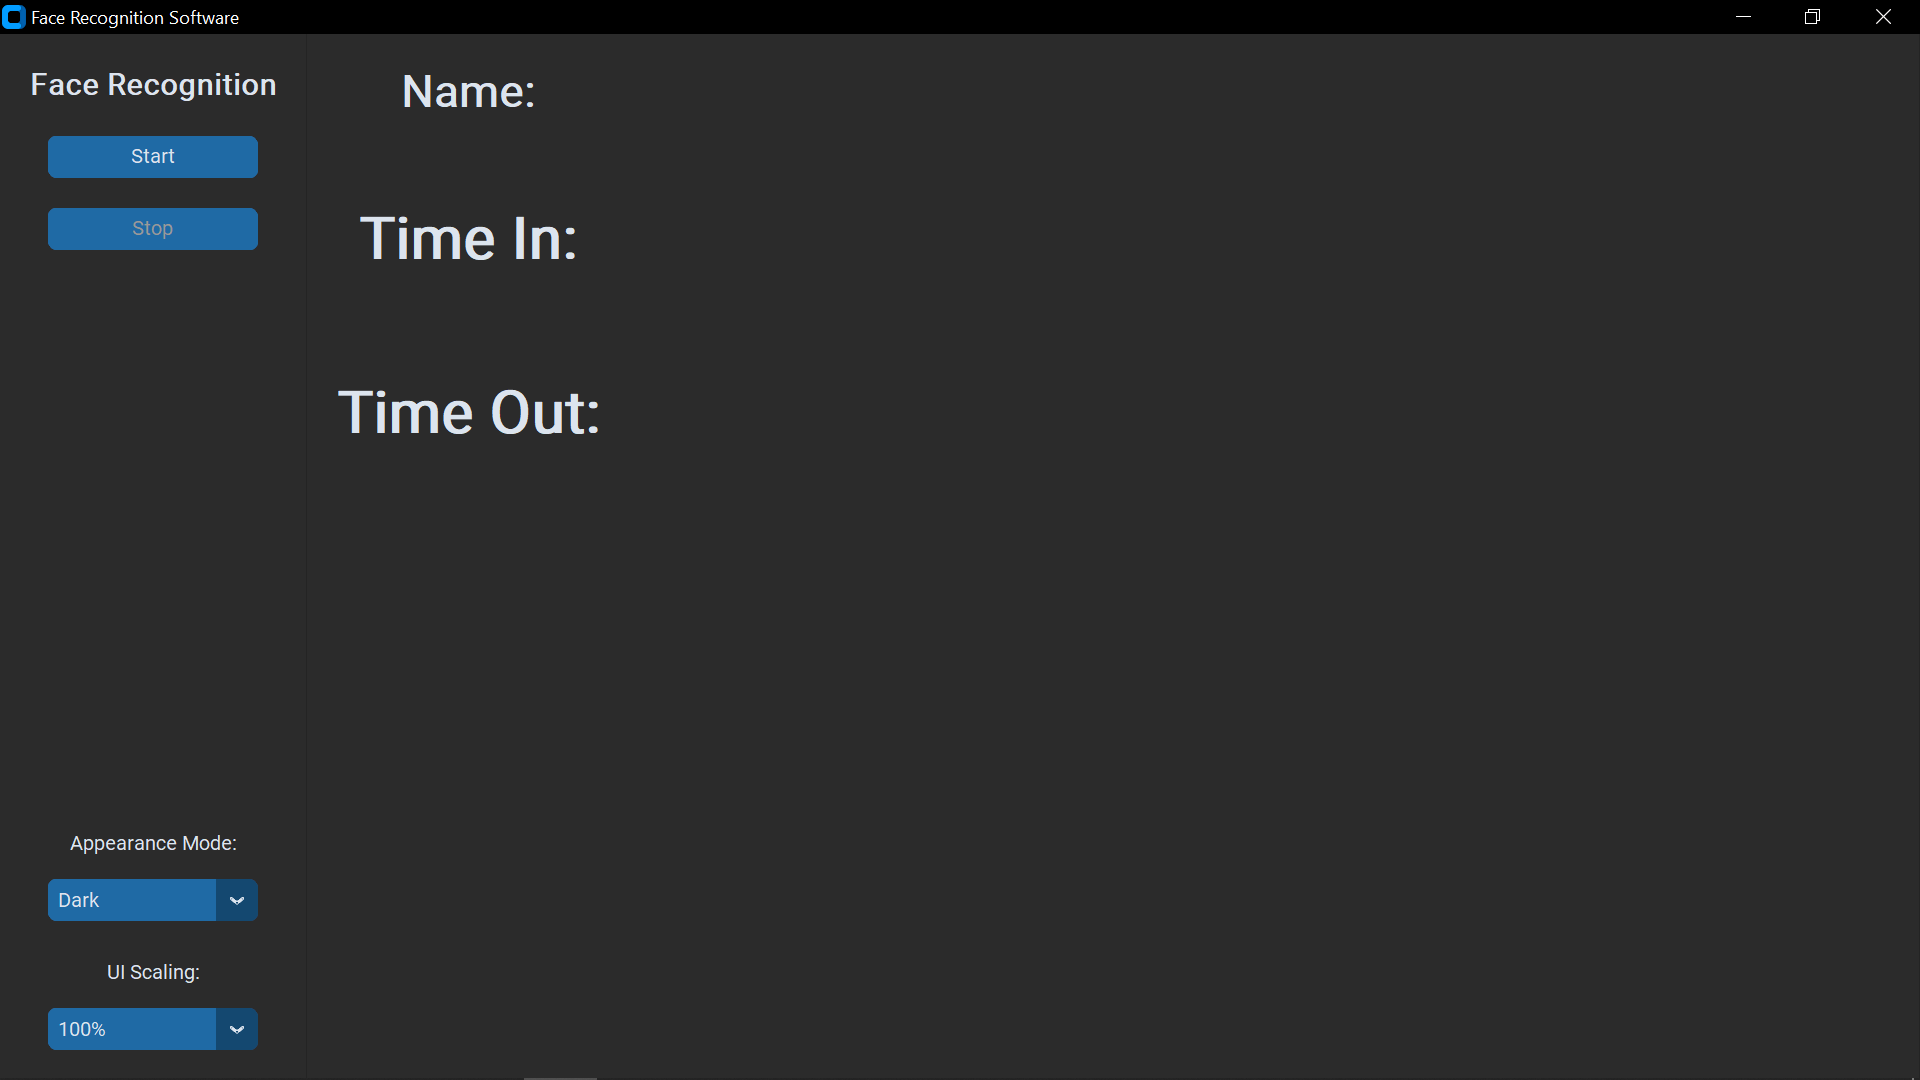 Face Recognition Software
Face Recognition
Start
Stop
Appearance Mode:
Dark
UI Scaling:
100%
Name:
Time In:
Time Out: